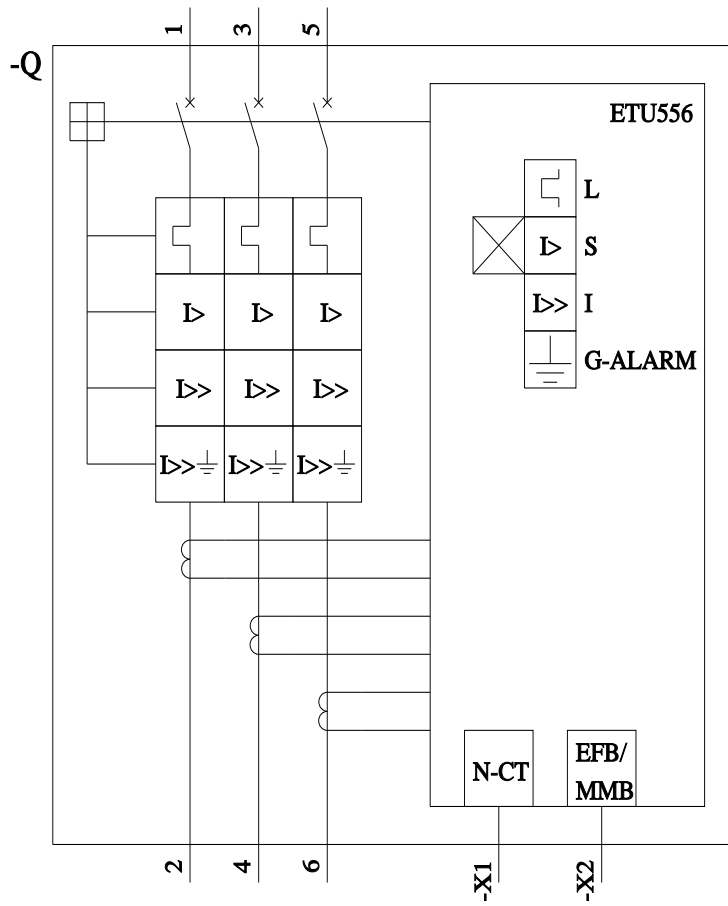 1 3 5
-Q
ETU556
L
I> S
I>> I
G-ALARM
I> I> I>
I>> I>> I>>
I>> I>> I>>
N-CT
EFB/
MMB
2 4 6 -X1 -X2